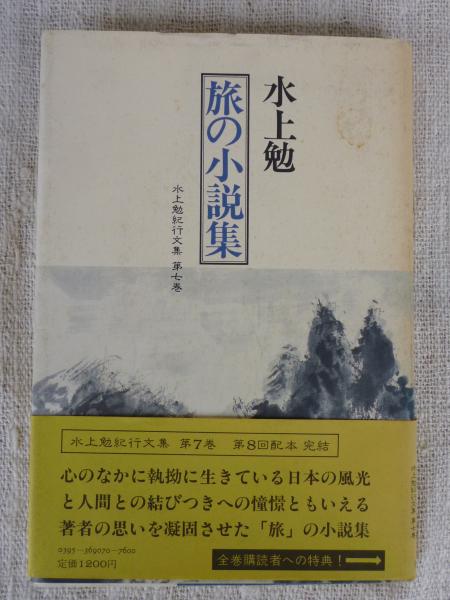 水上勉
旅の小説集
水上勉紀行文集 第七巻
水上勉紀行文集 第7巻 第8回配本 完結
心のなかに執拗に生きている日本の風光
と人間との結びつきへの憧憬ともいえる
著者の思いを凝固させた「旅」の小説集
0395-369070-7600
定価1200円
全巻購読者への特典!